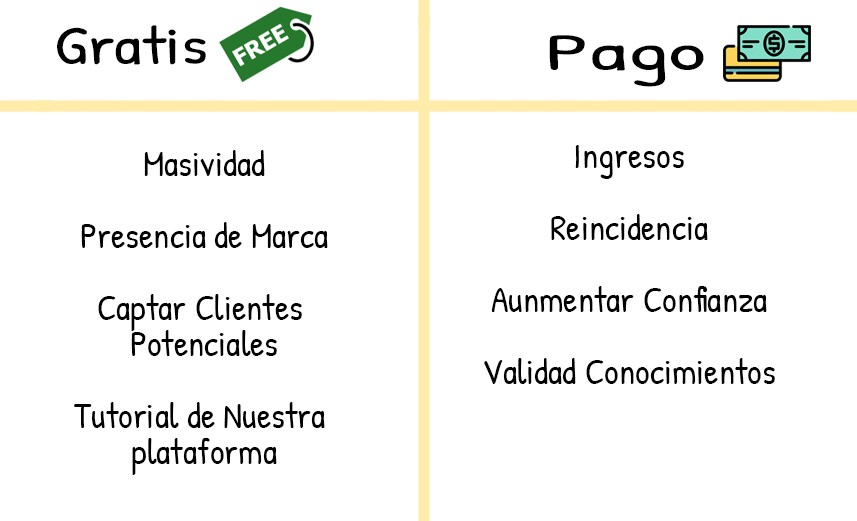 Gratis
FREE
Pago
Masividad
Presencia de Marca
Captar Clientes
Potenciales
Tutorial de Nuestra
plataforma
Ingresos
Reincidencia
Aunmentar Confianza
Validad Conocimientos